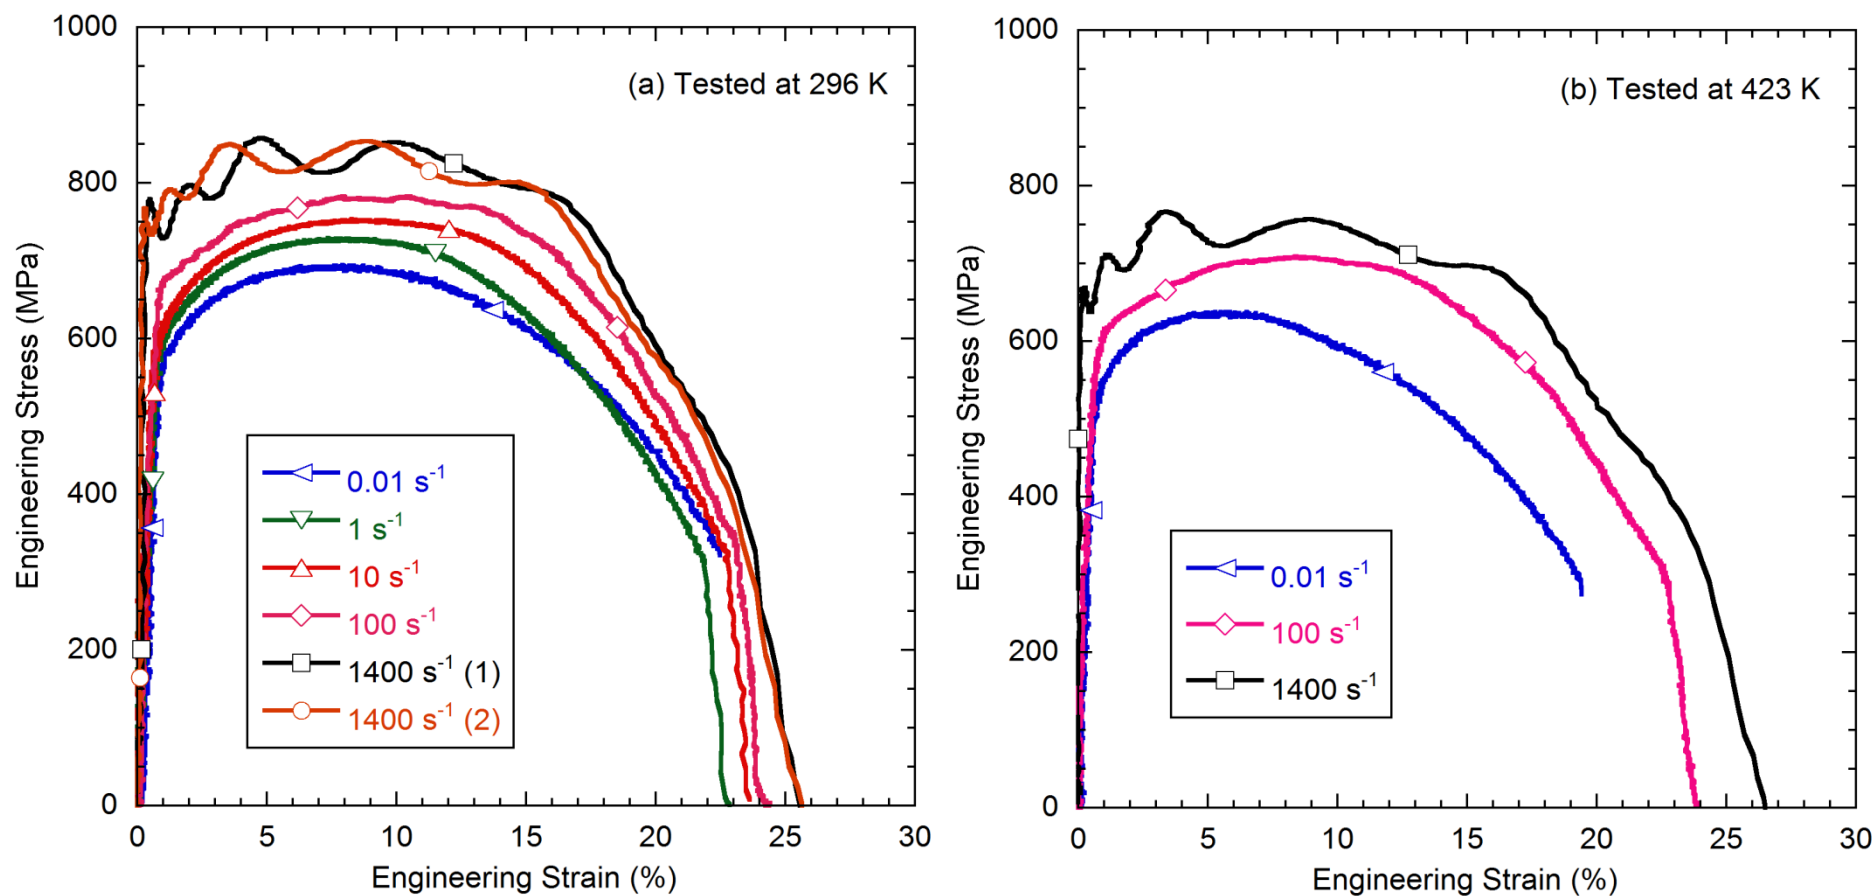 (a) Tested at 296 K
Engineering Stress (MPa)
1000
800
600
400
200
0
0.01 s⁻¹
1 s⁻¹
10 s⁻¹
100 s⁻¹
1400 s⁻¹ (1)
1400 s⁻¹ (2)
0 5 10 15 20 25 30
Engineering Strain (%)
(b) Tested at 423 K
Engineering Stress (MPa)
1000
800
600
400
200
0
0.01 s⁻¹
100 s⁻¹
1400 s⁻¹
0 5 10 15 20 25 30
Engineering Strain (%)